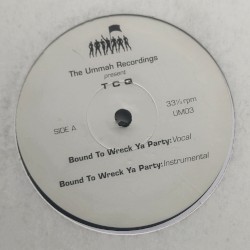 The Ummah Recordings
present
T C Q
SIDE A
33⅓ rpm
UM03
Bound To Wreck Ya Party: Vocal
Bound To Wreck Ya Party: Instrumental